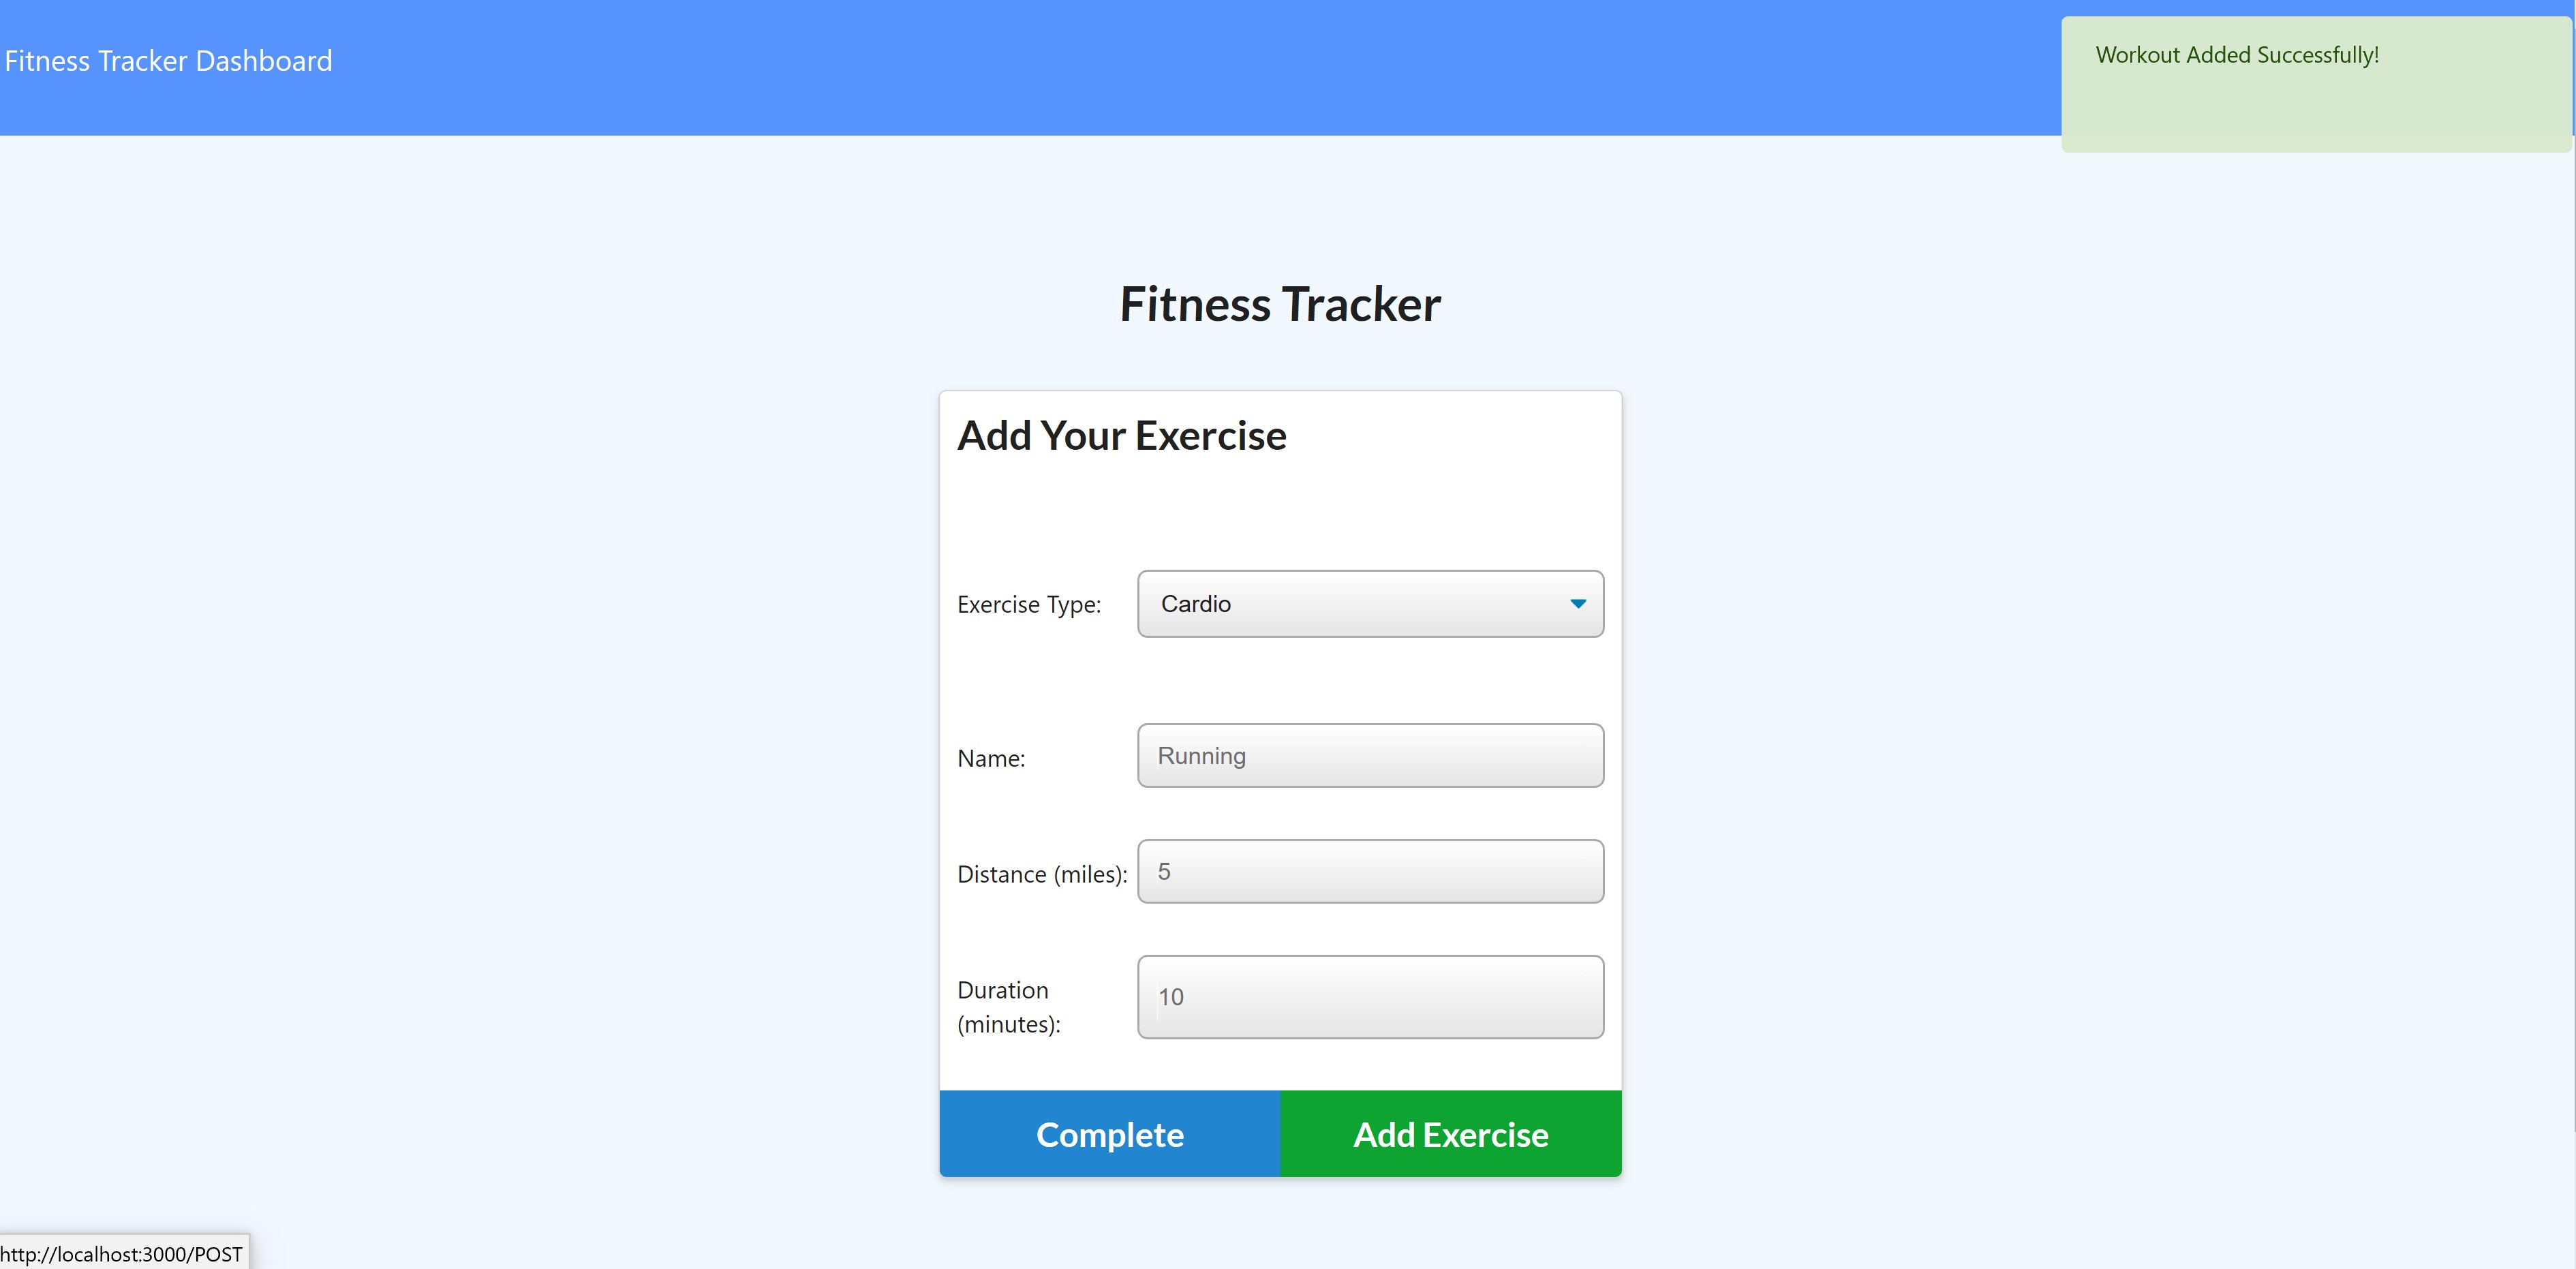 Fitness Tracker Dashboard
Workout Added Successfully!
Fitness Tracker
Add Your Exercise
Exercise Type:
Cardio
Name:
Running
Distance (miles):
5
Duration
(minutes):
10
Complete
Add Exercise
http://localhost:3000/POST